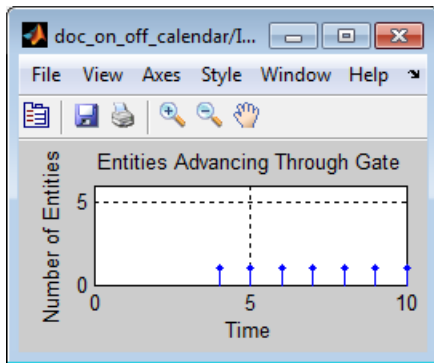 doc_on_off_calendar/I...
File View Axes Style Window Help
Entities Advancing Through Gate
Number of Entities
5
0
0 5 10
Time